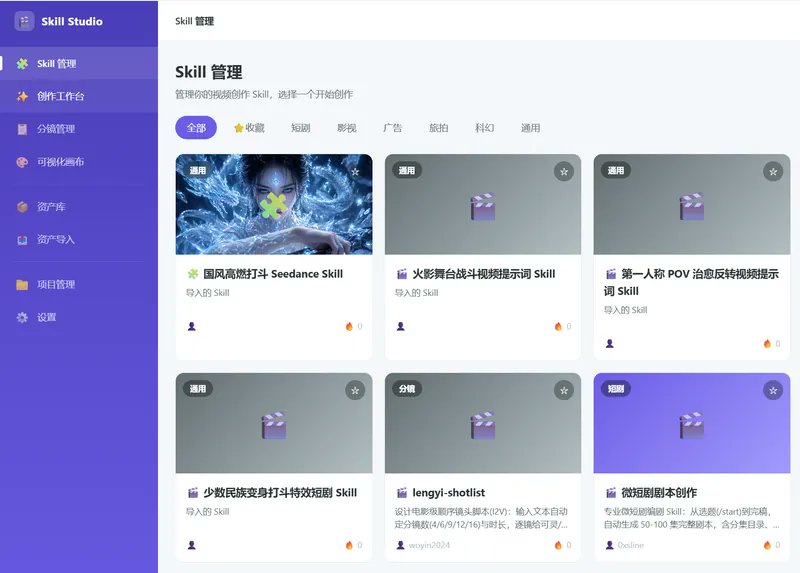 Skill Studio
Skill 管理
创作工作台
分镜管理
可视化画布
资产库
资产导入
项目管理
设置
Skill 管理
Skill 管理
管理你的视频创作 Skill，选择一个开始创作
全部 收藏 短剧 影视 广告 旅拍 科幻 通用
通用
国风高燃打斗 Seedance Skill
导入的 Skill
0
通用
火影舞台战斗视频提示词 Skill
导入的 Skill
0
通用
第一人称 POV 治愈反转视频提示
词 Skill
导入的 Skill
0
通用
少数民族变身打斗特效短剧 Skill
导入的 Skill
0
分镜
lengyi-shotlist
设计电影级顺序镜头脚本(I2V)：输入文本自动
定分镜数(4/6/9/12/16)与时长，逐镜给可灵/...
woyin2024
0
短剧
微短剧剧本创作
专业微短剧编剧 Skill：从选题(/start)到完稿，
自动生成 50-100 集完整剧本，含分集目录、...
0xsline
0